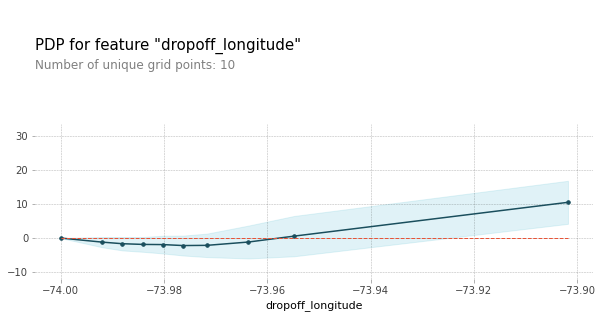 PDP for feature "dropoff_longitude"
Number of unique grid points: 10
30
20
10
0
−10
−74.00 −73.98 −73.96 −73.94 −73.92 −73.90
dropoff_longitude